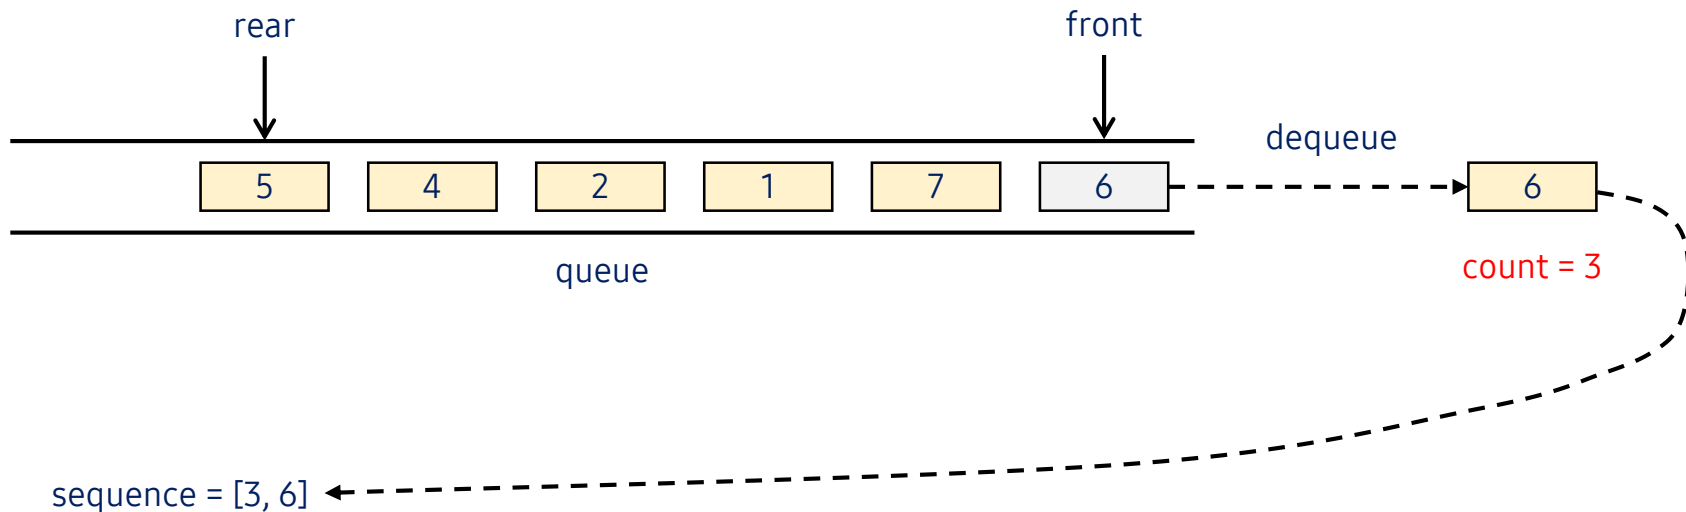 rear
front
dequeue
5 4 2 1 7 6
6
queue
count = 3
sequence = [3, 6]